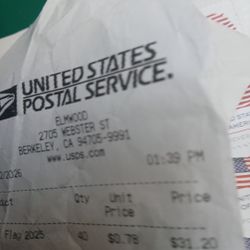 UNITED STATES
POSTAL SERVICE®
ELMWOOD
2705 WEBSTER ST
BERKELEY, CA 94705-9991
www.usps.com
/2026 01:39 PM
Qty Unit Price
Price
Flag 2025 40 $0.78 $31.20